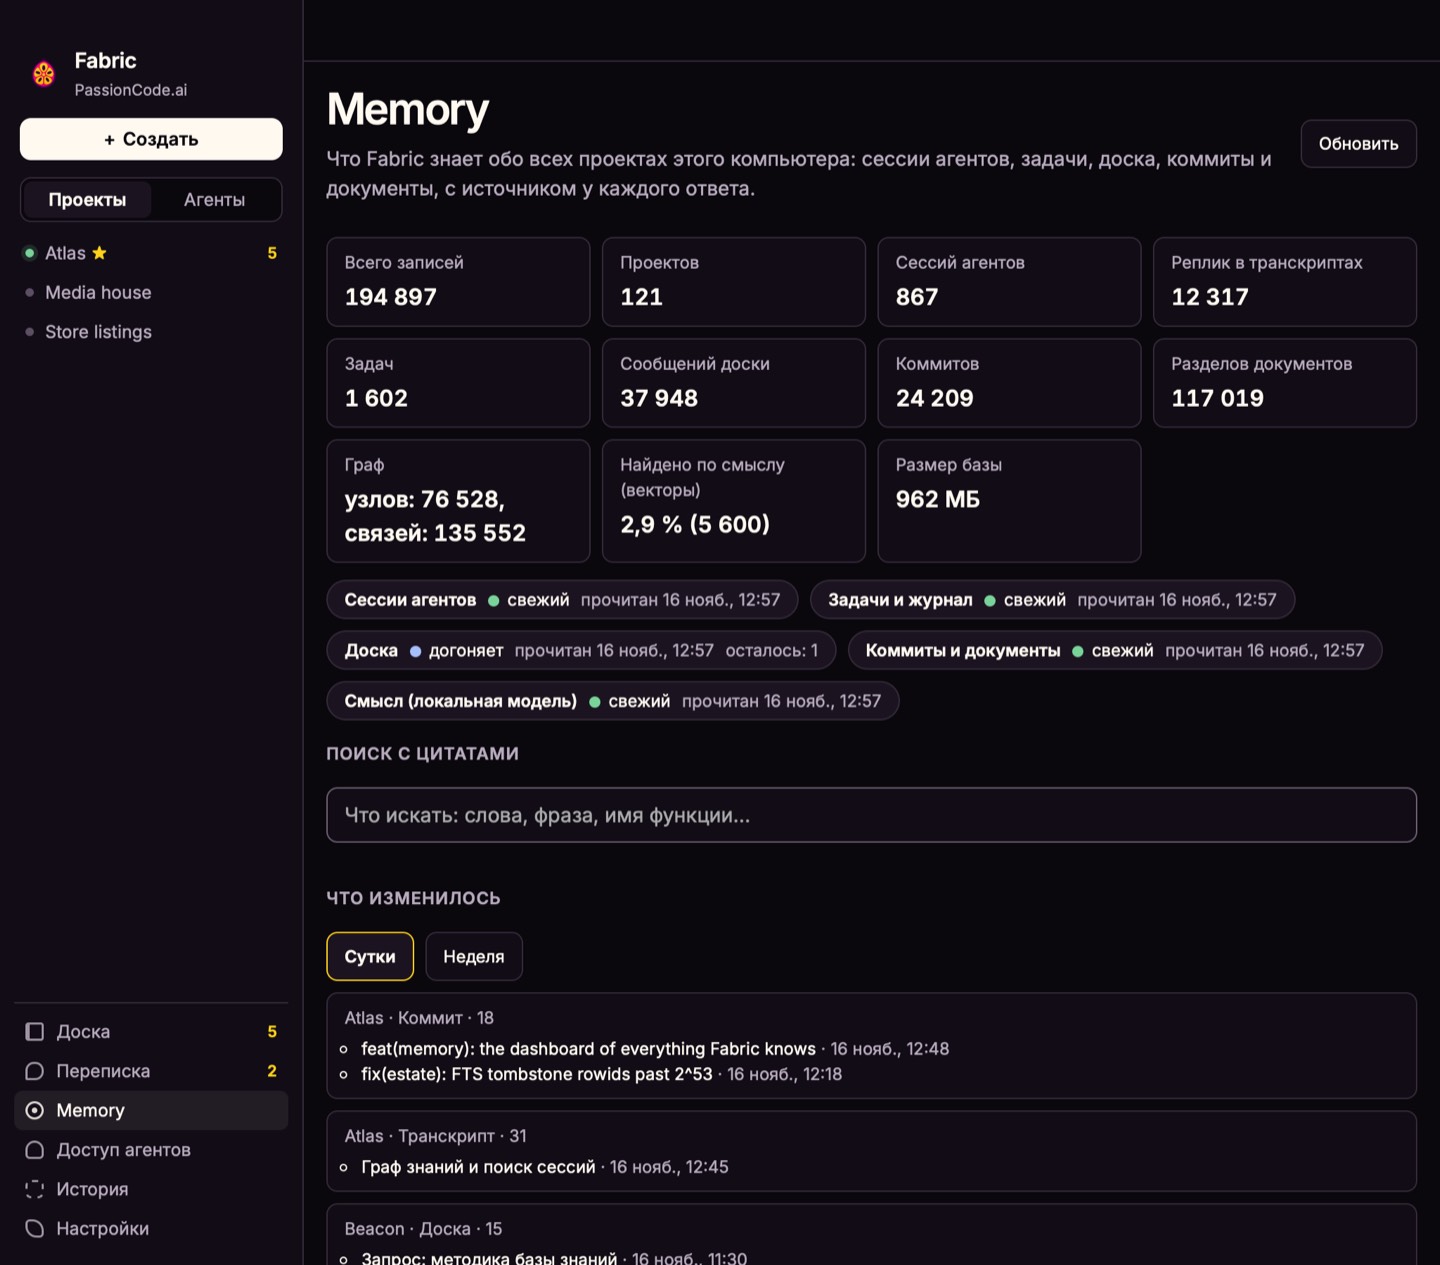 Fabric
PassionCode.ai
+ Создать
Проекты
Агенты
Atlas ⭐ 5
Media house
Store listings
Доска 5
Переписка 2
Memory
Доступ агентов
История
Настройки
Memory
Что Fabric знает обо всех проектах этого компьютера: сессии агентов, задачи, доска, коммиты и
документы, с источником у каждого ответа.
Обновить
Всего записей
194 897
Проектов
121
Сессий агентов
867
Реплик в транскриптах
12 317
Задач
1 602
Сообщений доски
37 948
Коммитов
24 209
Разделов документов
117 019
Граф
узлов: 76 528,
связей: 135 552
Найдено по смыслу
(векторы)
2,9 % (5 600)
Размер базы
962 МБ
Сессии агентов свежий прочитан 16 нояб., 12:57
Задачи и журнал свежий прочитан 16 нояб., 12:57
Доска догоняет прочитан 16 нояб., 12:57 осталось: 1
Коммиты и документы свежий прочитан 16 нояб., 12:57
Смысл (локальная модель) свежий прочитан 16 нояб., 12:57
ПОИСК С ЦИТАТАМИ
Что искать: слова, фраза, имя функции...
ЧТО ИЗМЕНИЛОСЬ
Сутки
Неделя
Atlas · Коммит · 18
feat(memory): the dashboard of everything Fabric knows · 16 нояб., 12:48
fix(estate): FTS tombstone rowids past 2^53 · 16 нояб., 12:18
Atlas · Транскрипт · 31
Граф знаний и поиск сессий · 16 нояб., 12:45
Beacon · Доска · 15
Запрос: методика базы знаний · 16 нояб., 11:30